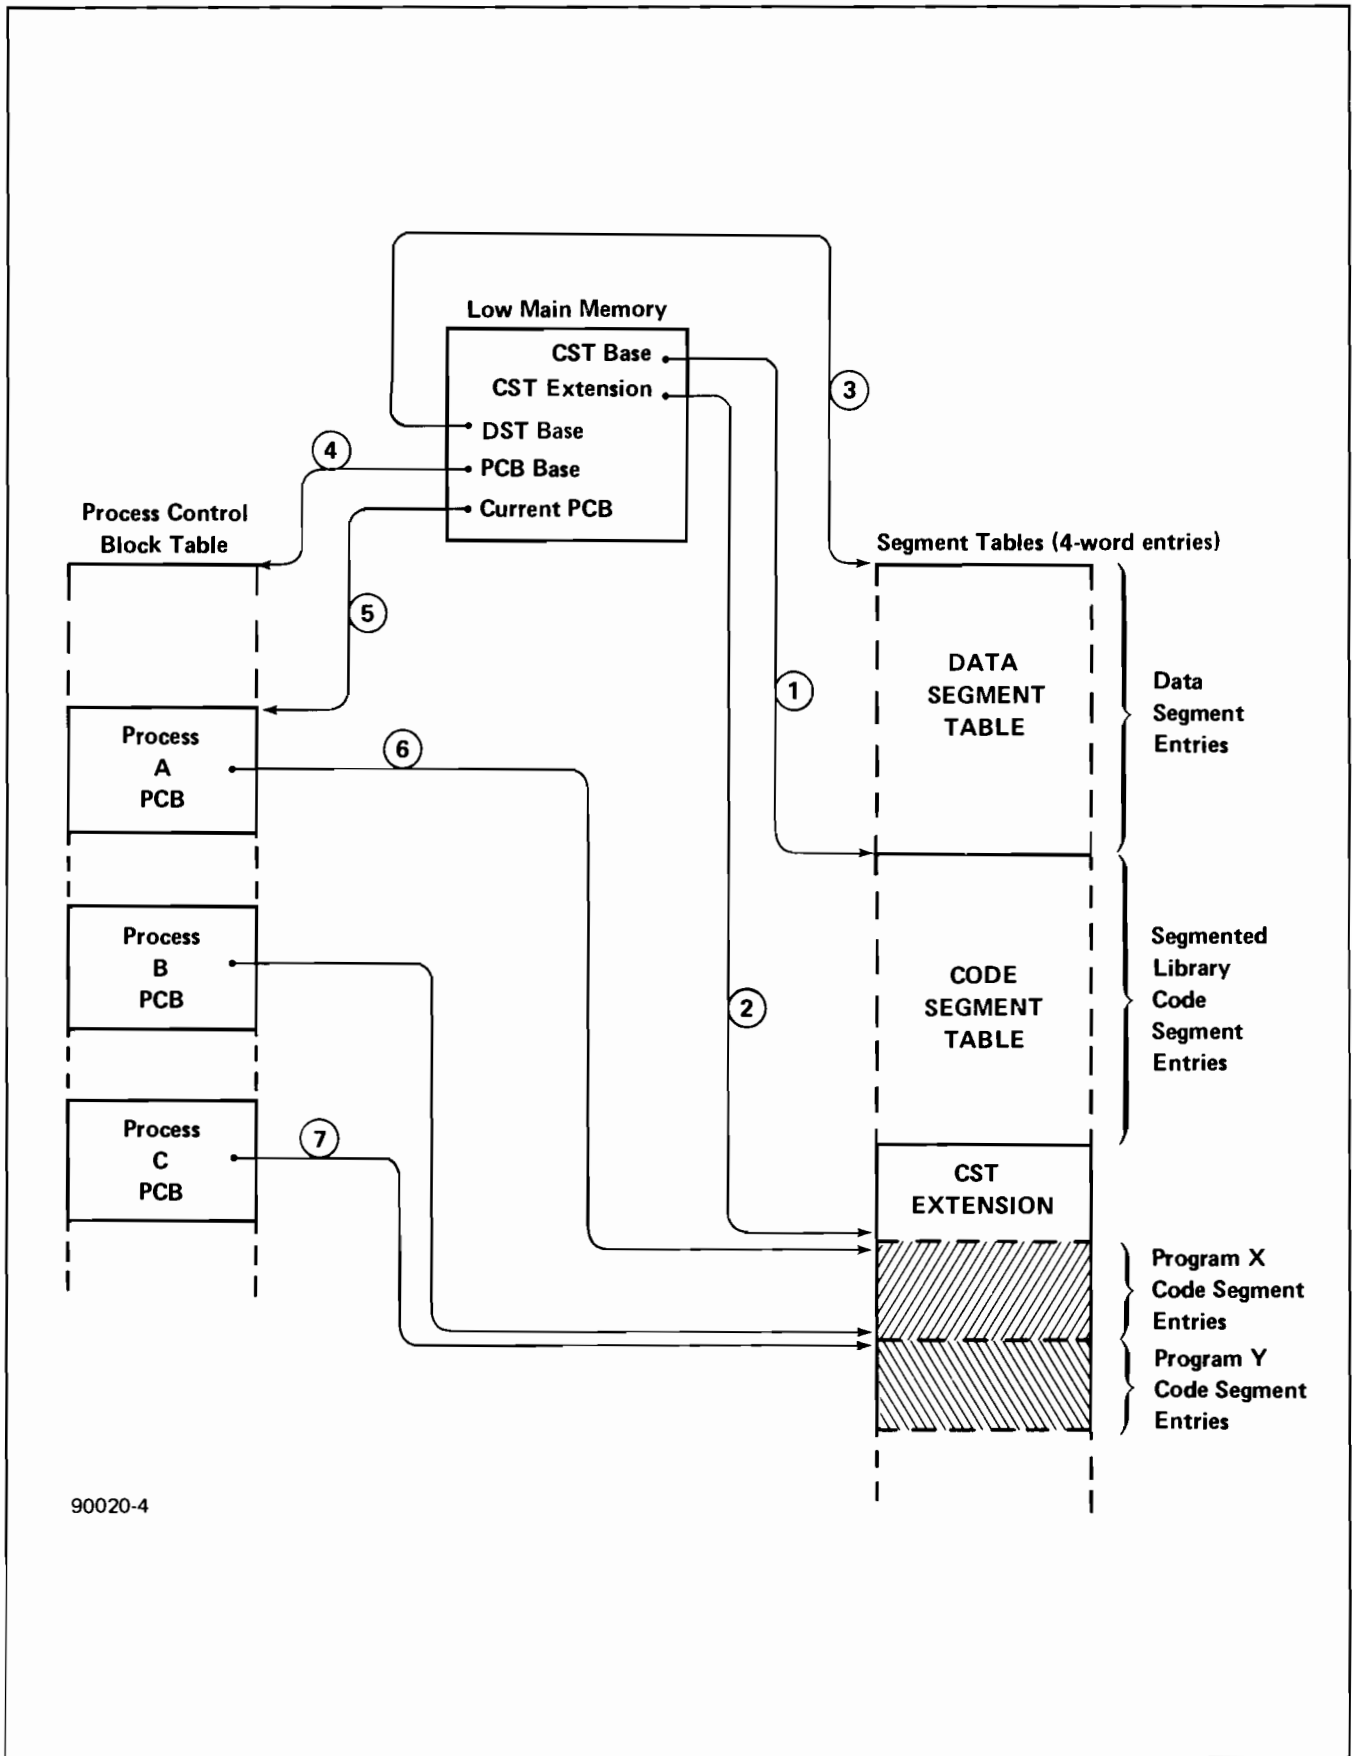 Low Main Memory
CST Base
CST Extension
DST Base
PCB Base
Current PCB
3
4
Process Control
Block Table
Segment Tables (4-word entries)
5
DATA
SEGMENT
TABLE
Data
Segment
Entries
1
Process
A
PCB
6
Process
B
PCB
Segmented
Library
Code
Segment
Entries
CODE
SEGMENT
TABLE
2
Process
C
PCB
7
CST
EXTENSION
Program X
Code Segment
Entries
Program Y
Code Segment
Entries
90020-4